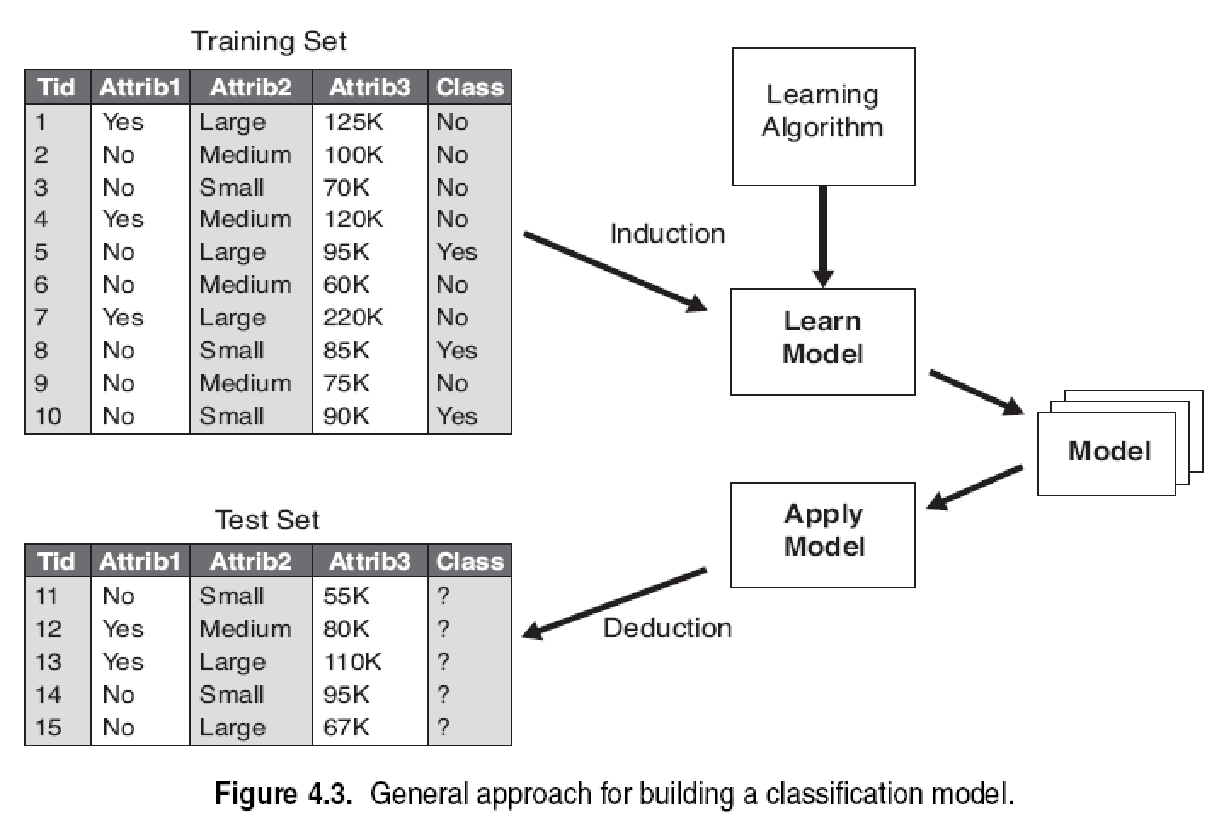 Training Set
Tid Attrib1 Attrib2 Attrib3 Class
1 Yes Large 125K No
2 No Medium 100K No
3 No Small 70K No
4 Yes Medium 120K No
5 No Large 95K Yes
6 No Medium 60K No
7 Yes Large 220K No
8 No Small 85K Yes
9 No Medium 75K No
10 No Small 90K Yes
Learning
Algorithm
Induction
Learn
Model
Model
Apply
Model
Deduction
Test Set
Tid Attrib1 Attrib2 Attrib3 Class
11 No Small 55K ?
12 Yes Medium 80K ?
13 Yes Large 110K ?
14 No Small 95K ?
15 No Large 67K ?
Figure 4.3. General approach for building a classification model.